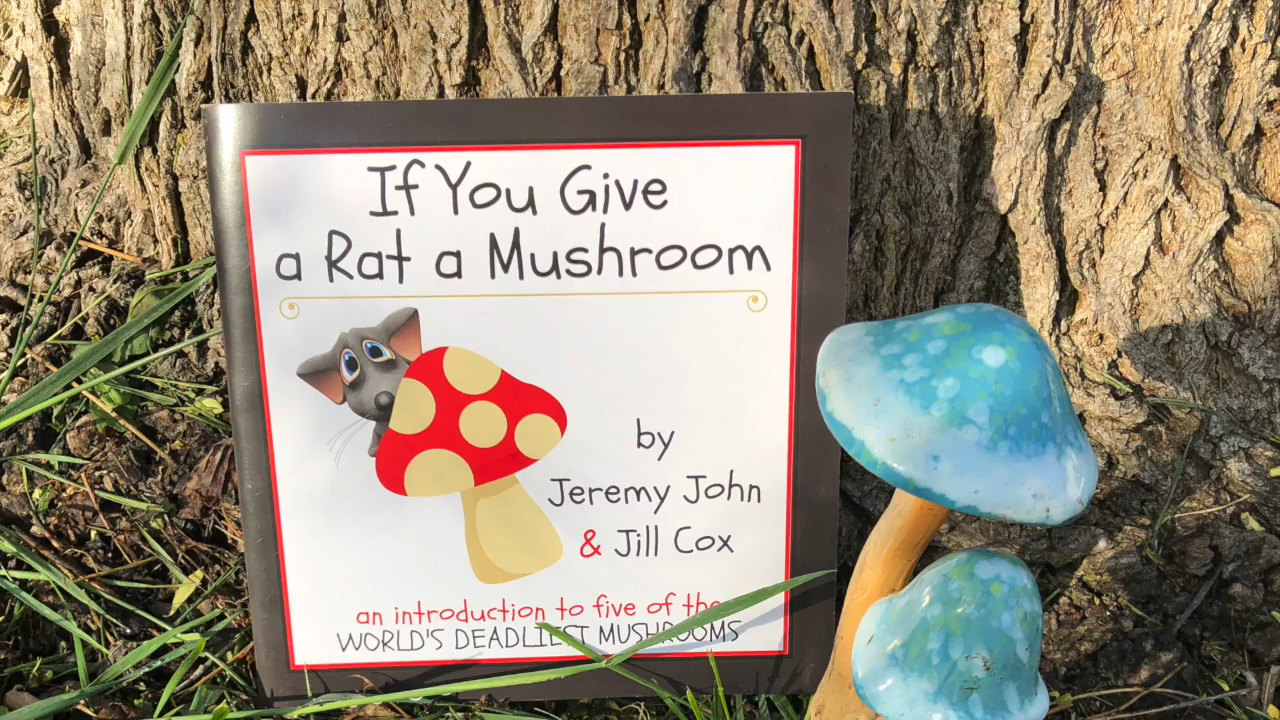 If You Give
a Rat a Mushroom
by
Jeremy John
& Jill Cox
an introduction to five of the
WORLD'S DEADLIEST MUSHROOMS